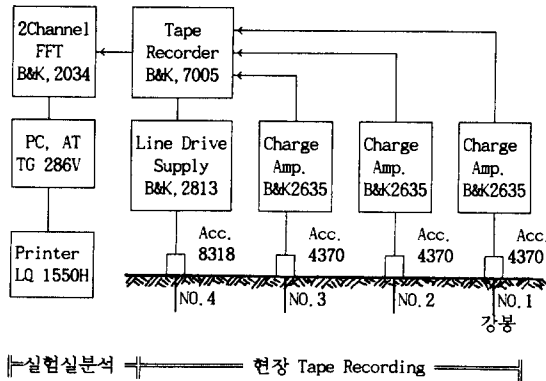 2Channel
FFT
B&K, 2034
Tape
Recorder
B&K, 7005
PC, AT
TG 286V
Line Drive
Supply
B&K, 2813
Charge
Amp.
B&K2635
Charge
Amp.
B&K2635
Charge
Amp.
B&K2635
Printer
LQ 1550H
Acc.
8318
Acc.
4370
Acc.
4370
Acc.
4370
NO.4
NO.3
NO.2
NO.1
강봉
실험실분석
현장 Tape Recording